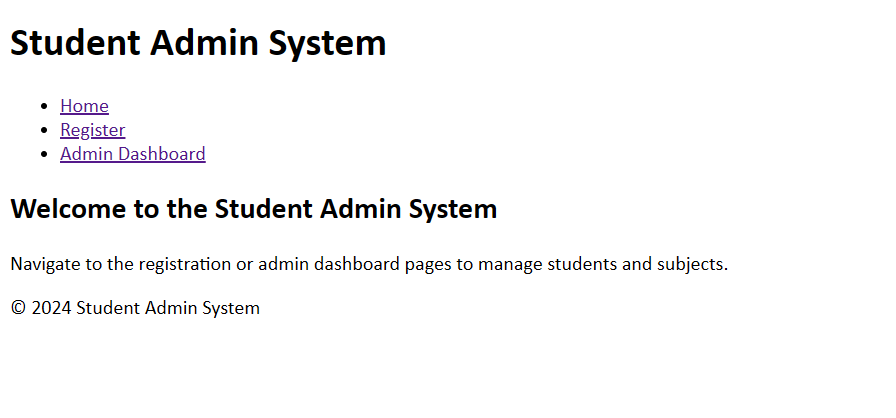 Student Admin System
Home
Register
Admin Dashboard
Welcome to the Student Admin System
Navigate to the registration or admin dashboard pages to manage students and subjects.
© 2024 Student Admin System